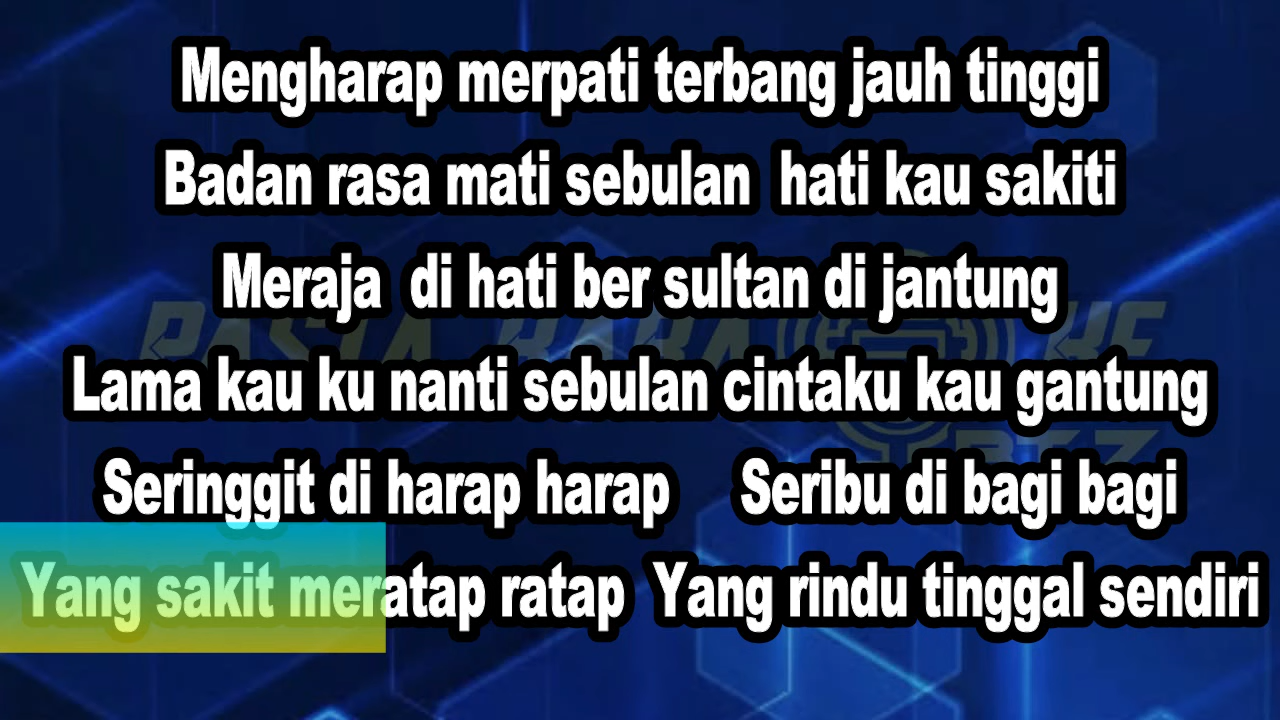 Mengharap merpati terbang jauh tinggi
Badan rasa mati sebulan hati kau sakiti
Meraja di hati ber sultan di jantung
Lama kau ku nanti sebulan cintaku kau gantung
Seringgit di harap harap Seribu di bagi bagi
Yang sakit meratap ratap Yang rindu tinggal sendiri